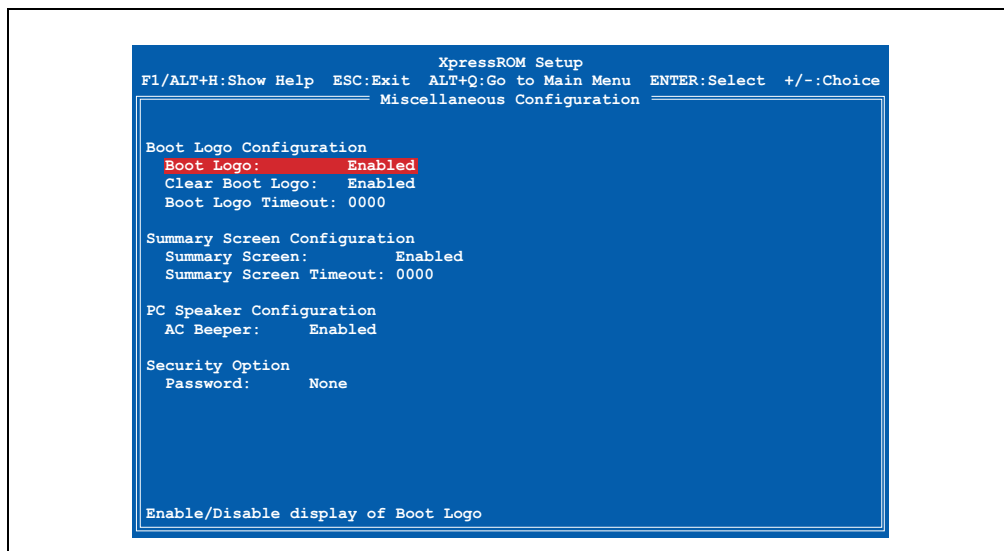 XpressROM Setup
F1/ALT+H:Show Help ESC:Exit ALT+Q:Go to Main Menu ENTER:Select +/-:Choice
Miscellaneous Configuration
Boot Logo Configuration
Boot Logo: Enabled
Clear Boot Logo: Enabled
Boot Logo Timeout: 0000
Summary Screen Configuration
Summary Screen: Enabled
Summary Screen Timeout: 0000
PC Speaker Configuration
AC Beeper: Enabled
Security Option
Password: None
Enable/Disable display of Boot Logo